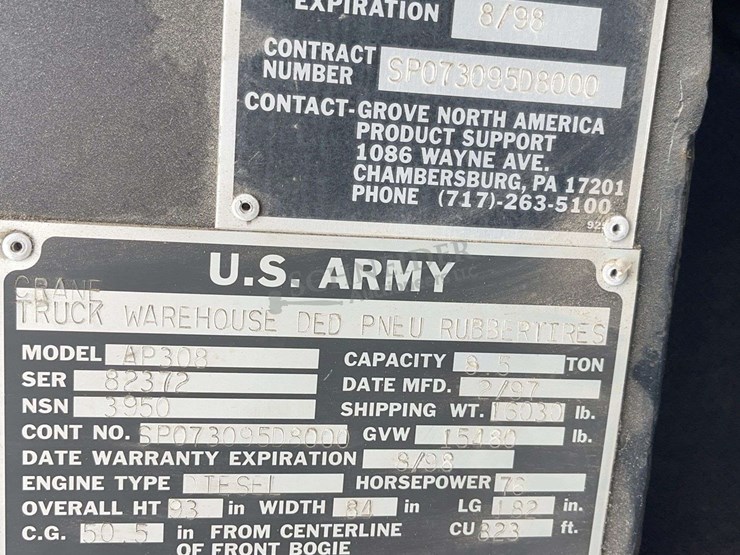 EXPIRATION 8/98
CONTRACT
NUMBER SP073095D8000
CONTACT-GROVE NORTH AMERICA
PRODUCT SUPPORT
1086 WAYNE AVE.
CHAMBERSBURG, PA 17201
PHONE (717)-263-5100
U.S. ARMY
CRANE
TRUCK WAREHOUSE DED PNEU RUBBERTIRES
MODEL AP308 CAPACITY 8.5 TON
SER 82372 DATE MFD. 2/97
NSN 3950 SHIPPING WT. lb.
CONT NO. SP073095D8000 GVW 15480 lb.
DATE WARRANTY EXPIRATION 8/98
ENGINE TYPE DIESEL HORSEPOWER
OVERALL HT 93 in WIDTH 84 in LG 182 in.
C.G. 50.5 in FROM CENTERLINE CU 823 ft.
OF FRONT BOGIE